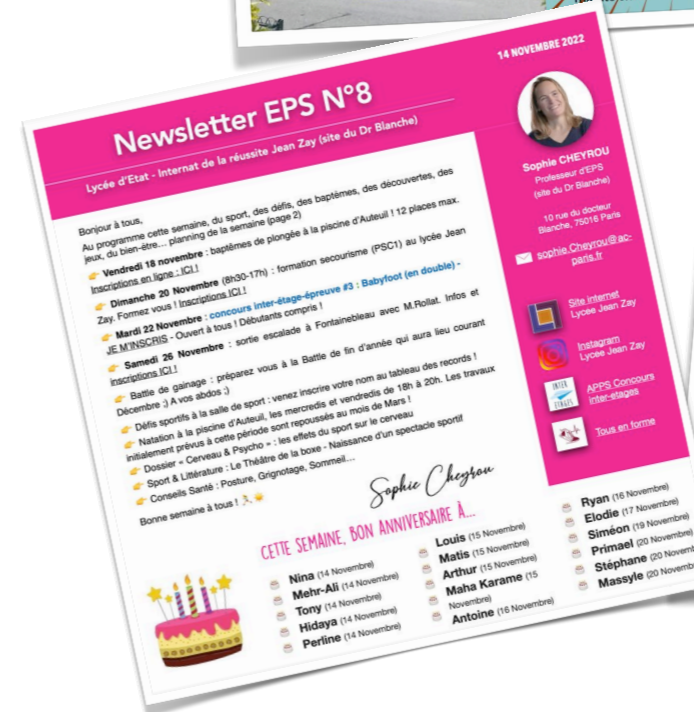 14 NOVEMBRE 2022
Newsletter EPS N°8
Lycée d'Etat - Internat de la réussite Jean Zay (site du Dr Blanche)
Bonjour à tous,
Au programme cette semaine, du sport, des défis, des baptêmes, des découvertes, des
jeux, du bien-être... planning de la semaine (page 2)
👉 Vendredi 18 novembre : baptêmes de plongée à la piscine d'Auteuil ! 12 places max.
Inscriptions en ligne : ICI !
👉 Dimanche 20 Novembre (8h30-17h) : formation secourisme (PSC1) au lycée Jean
Zay. Formez vous ! Inscriptions ICI !
👉 Mardi 22 Novembre : concours inter-étage-épreuve #3 : Babyfoot (en double) -
JE M'INSCRIS - Ouvert à tous ! Débutants compris !
👉 Samedi 26 Novembre : sortie escalade à Fontainebleau avec M.Rollat. Infos et
inscriptions ICI !
👉 Battle de gainage : préparez vous à la Battle de fin d'année qui aura lieu courant
Décembre ;) A vos abdos ;)
👉 Défis sportifs à la salle de sport : venez inscrire votre nom au tableau des records !
👉 Natation à la piscine d'Auteuil, les mercredis et vendredis de 18h à 20h. Les travaux
initialement prévus à cette période sont repoussés au mois de Mars !
👉 Dossier « Cerveau & Psycho » : les effets du sport sur le cerveau
👉 Sport & Littérature : Le Théâtre de la boxe - Naissance d'un spectacle sportif
👉 Conseils Santé : Posture, Grignotage, Sommeil...
Bonne semaine à tous !
Sophie Cheyrou
Sophie CHEYROU
Professeur d'EPS
(site du Dr Blanche)
10 rue du docteur
Blanche, 75016 Paris
sophie.Cheyrou@ac-
paris.fr
Site internet
Lycee Jean Zay
Instagram
Lycée Jean Zay
INTER
ETAGES
APPS Concours
inter-etages
Tous en forme
CETTE SEMAINE, BON ANNIVERSAIRE À...
Nina (14 Novembre)
Mehr-Ali (14 Novembre)
Tony (14 Novembre)
Hidaya (14 Novembre)
Perline (14 Novembre)
Louis (15 Novembre)
Matis (15 Novembre)
Arthur (15 Novembre)
Maha Karame (15
Novembre)
Antoine (16 Novembre)
Ryan (16 Novembre)
Elodie (17 Novembre)
Siméon (19 Novembre)
Primael (20 Novembre)
Stéphane (20 Novem
Massyle (20 Novemb